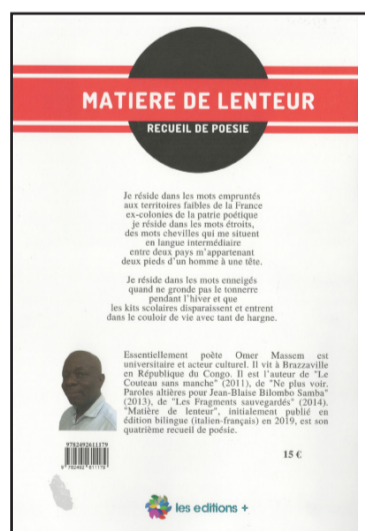 MATIERE DE LENTEUR
RECUEIL DE POESIE
Je réside dans les mots empruntés
aux territoires faibles de la France
ex-colonies de la patrie poétique
je réside dans les mots étroits,
des mots chevilles qui me situent
en langue intermédiaire
entre deux pays m'appartenant
deux pieds d'un homme à une tête.
Je réside dans les mots enneigés
quand ne gronde pas le tonnerre
pendant l'hiver et que
les kits scolaires disparaissent et entrent
dans le couloir de vie avec tant de hargne.
Essentiellement poète Omer Massem est
universitaire et acteur culturel. Il vit à Brazzaville
en République du Congo. Il est l'auteur de "Le
Couteau sans manche" (2011), de "Ne plus voir.
Paroles altières pour Jean-Blaise Bilombo Samba"
(2013), de "Les Fragments sauvegardés" (2014).
"Matière de lenteur", initialement publié en
édition bilingue (italien-français) en 2019, est son
quatrième recueil de poésie.
9782492611179
9 782492 611179
15 €
les editions +